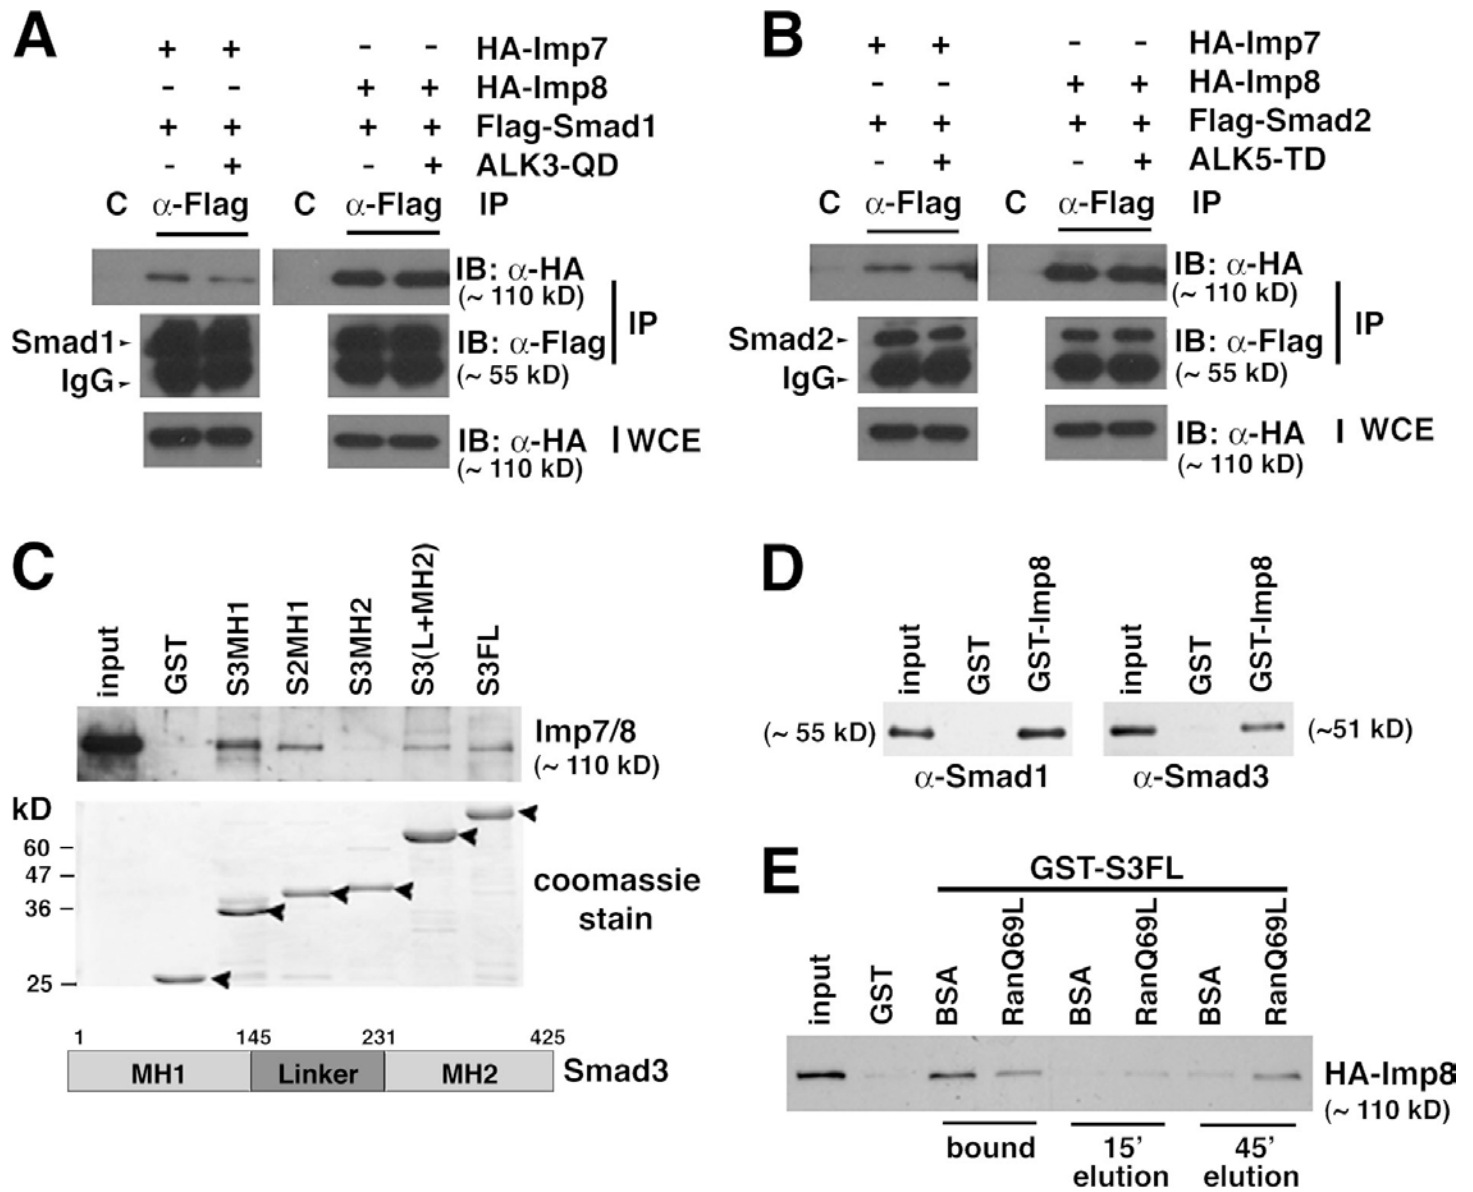 A
+ + - - HA-Imp7
- - + + HA-Imp8
+ + + + Flag-Smad1
- + - + ALK3-QD
C α-Flag C α-Flag IP
IB: α-HA
(~ 110 kD)
Smad1
IgG
IB: α-Flag
(~ 55 kD)
IP
IB: α-HA
(~ 110 kD)
WCE
B
+ + - - HA-Imp7
- - + + HA-Imp8
+ + + + Flag-Smad2
- + - + ALK5-TD
C α-Flag C α-Flag IP
IB: α-HA
(~ 110 kD)
Smad2
IgG
IB: α-Flag
(~ 55 kD)
IP
IB: α-HA
(~ 110 kD)
WCE
C
input GST S3MH1 S2MH1 S3MH2 S3(L+MH2) S3FL
Imp7/8
(~ 110 kD)
kD
60
47
36
25
coomassie
stain
1 145 231 425
MH1 Linker MH2 Smad3
D
input GST GST-Imp8 input GST GST-Imp8
(~ 55 kD) (~51 kD)
α-Smad1 α-Smad3
E
GST-S3FL
input GST BSA RanQ69L BSA RanQ69L BSA RanQ69L
HA-Imp8
(~ 110 kD)
bound 15' 45'
elution elution